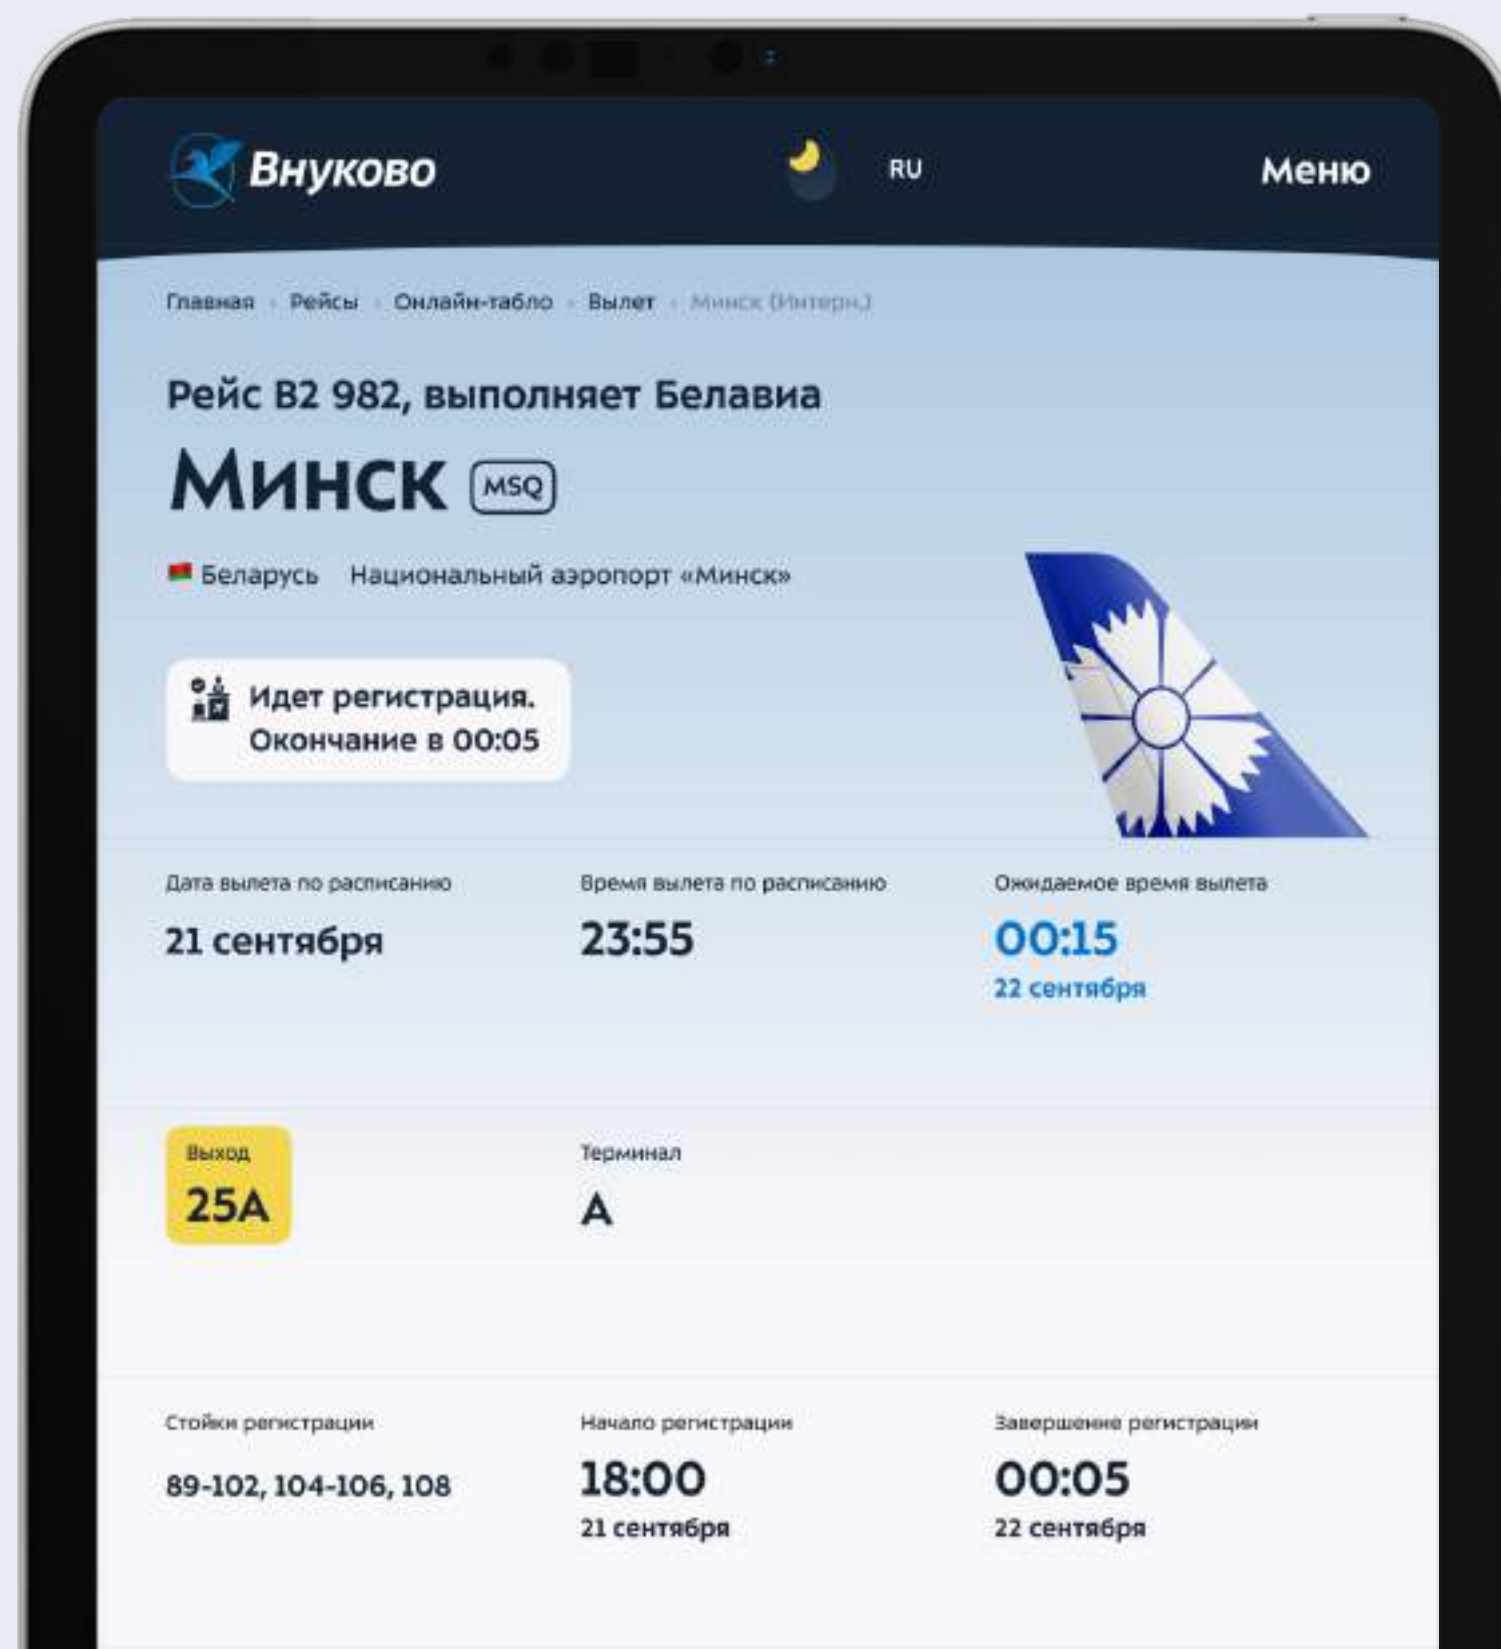 Внуково
RU
Меню
Главная
Рейсы
Онлайн-табло
Вылет
Минск (Интерн.)
Рейс B2 982, выполняет Белавиа
Минск MSQ
Беларусь Национальный аэропорт «Минск»
Идет регистрация.
Окончание в 00:05
Дата вылета по расписанию
21 сентября
Время вылета по расписанию
23:55
Ожидаемое время вылета
00:15
22 сентября
Выход
25A
Терминал
A
Стойки регистрации
89-102, 104-106, 108
Начало регистрации
18:00
21 сентября
Завершение регистрации
00:05
22 сентября